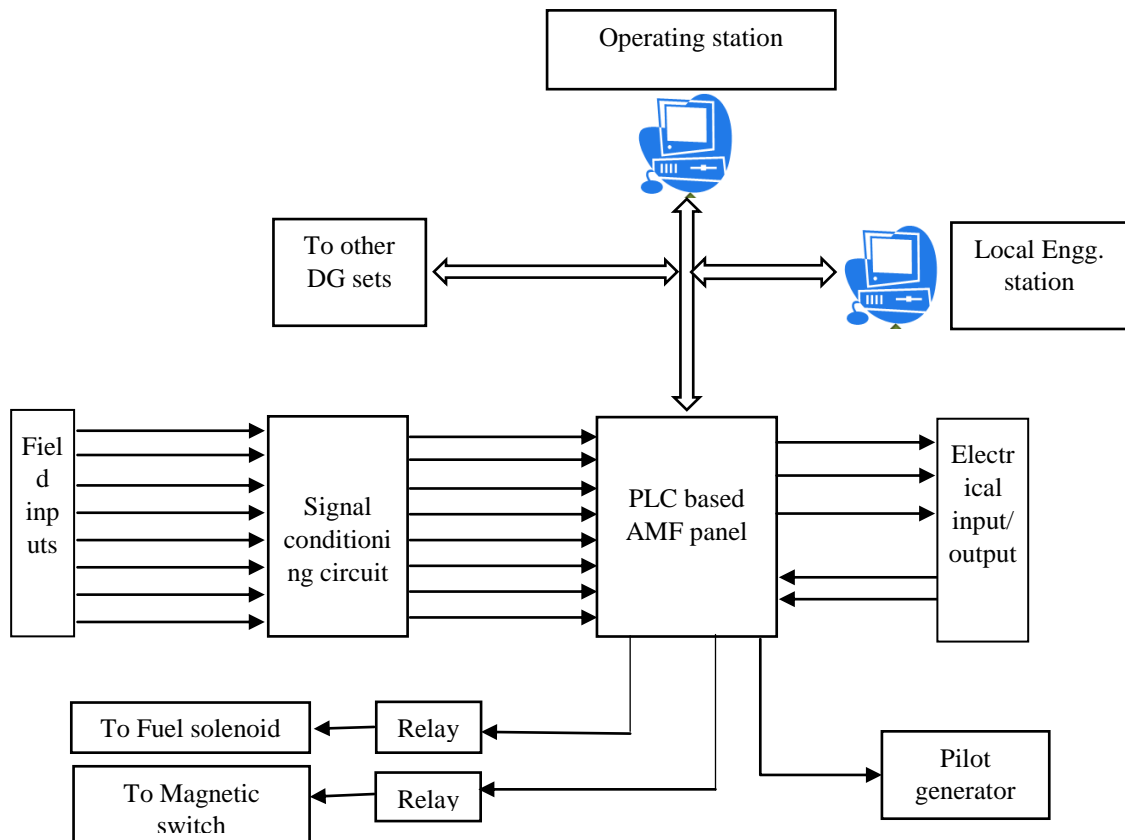 Operating station
To other
DG sets
Local Engg.
station
Fiel
d
inp
uts
Signal
conditioni
ng circuit
PLC based
AMF panel
Electr
ical
input/
output
To Fuel solenoid
Relay
To Magnetic
switch
Relay
Pilot
generator